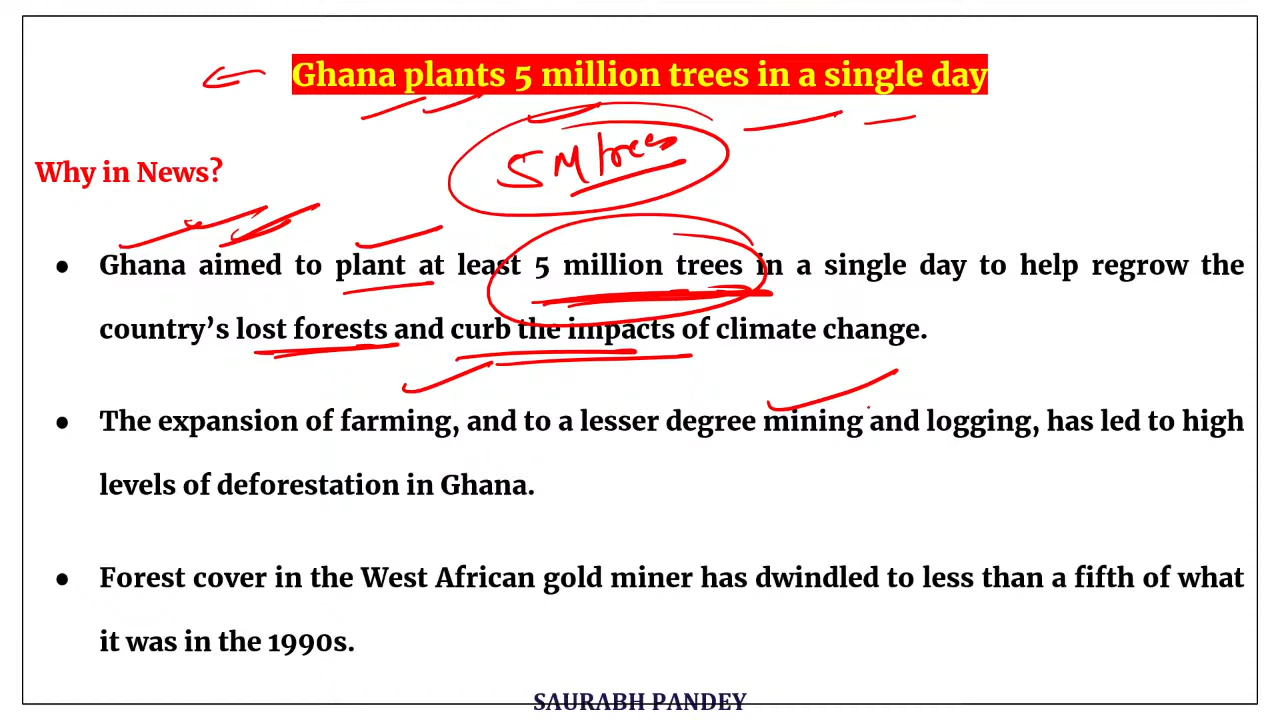 Ghana plants 5 million trees in a single day
5 M trees
Why in News?
● Ghana aimed to plant at least 5 million trees in a single day to help regrow the
country’s lost forests and curb the impacts of climate change.
● The expansion of farming, and to a lesser degree mining and logging, has led to high
levels of deforestation in Ghana.
● Forest cover in the West African gold miner has dwindled to less than a fifth of what
it was in the 1990s.
SAURABH PANDEY